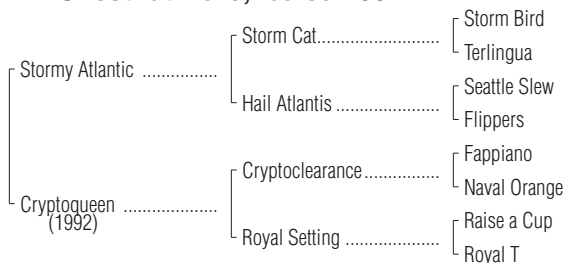 Storm Bird
Storm Cat..............................
Terlingua
Stormy Atlantic ................
Seattle Slew
Hail Atlantis ......................
Flippers
Fappiano
Cryptoclearance................
Naval Orange
Cryptoqueen ....................
(1992)
Raise a Cup
Royal Setting ....................
Royal T